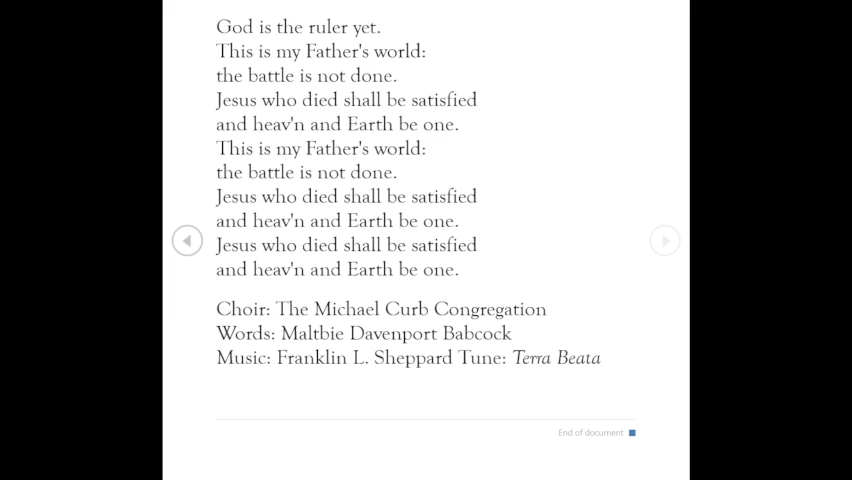 God is the ruler yet.
This is my Father's world:
the battle is not done.
Jesus who died shall be satisfied
and heav'n and Earth be one.
This is my Father's world:
the battle is not done.
Jesus who died shall be satisfied
and heav'n and Earth be one.
Jesus who died shall be satisfied
and heav'n and Earth be one.
Choir: The Michael Curb Congregation
Words: Maltbie Davenport Babcock
Music: Franklin L. Sheppard Tune: Terra Beata
End of document